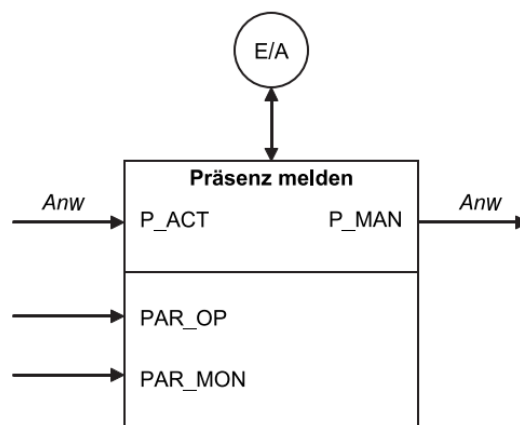 E/A
Präsenz melden
Anw
P_ACT
P_MAN
Anw
PAR_OP
PAR_MON